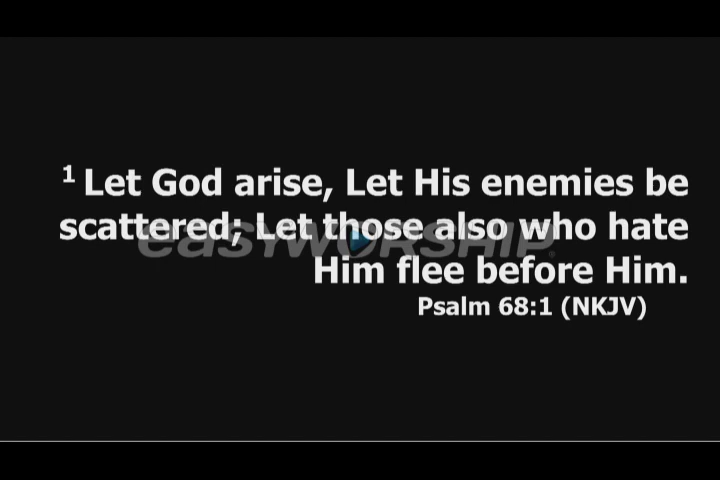 1 Let God arise, Let His enemies be
scattered; Let those also who hate
Him flee before Him.
Psalm 68:1 (NKJV)
EASYWORSHIP